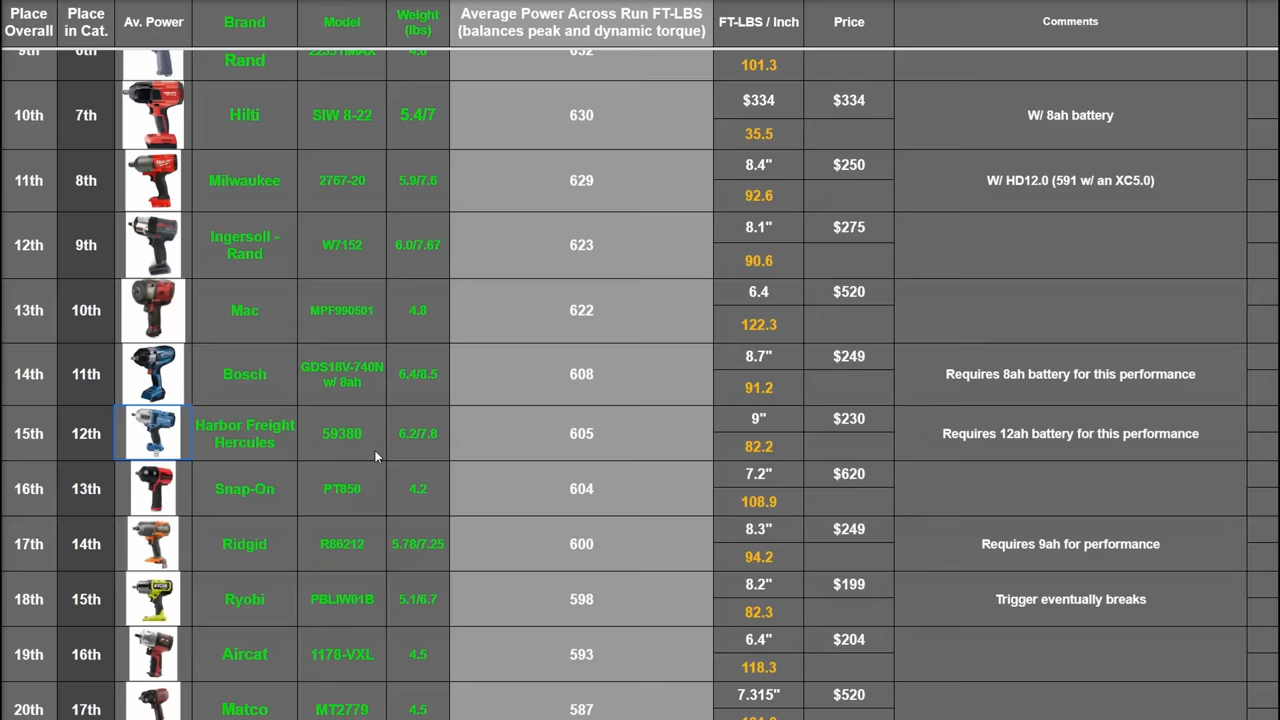 Place Overall
Place in Cat.
Av. Power
Brand
Model
Weight (lbs)
Average Power Across Run FT-LBS
(balances peak and dynamic torque)
FT-LBS / Inch
Price
Comments
9th
Rand
4.6
632
101.3
10th 7th Hilti SIW 8-22 5.4/7 630 $334 $334 W/ 8ah battery
35.5
11th 8th Milwaukee 2767-20 5.9/7.6 629 8.4" $250 W/ HD12.0 (591 w/ an XC5.0)
92.6
12th 9th Ingersoll - Rand W7152 6.0/7.67 623 8.1" $275
90.6
13th 10th Mac MPF990501 4.8 622 6.4 $520
122.3
14th 11th Bosch GDS18V-740N w/ 8ah 6.4/8.5 608 8.7" $249 Requires 8ah battery for this performance
91.2
15th 12th Harbor Freight Hercules 59380 6.2/7.8 605 9" $230 Requires 12ah battery for this performance
82.2
16th 13th Snap-On PT850 4.2 604 7.2" $620
108.9
17th 14th Ridgid R86212 5.78/7.25 600 8.3" $249 Requires 9ah for performance
94.2
18th 15th Ryobi PBLIW01B 5.1/6.7 598 8.2" $199 Trigger eventually breaks
82.3
19th 16th Aircat 1178-VXL 4.5 593 6.4" $204
118.3
20th 17th Matco MT2779 4.5 587 7.315" $520